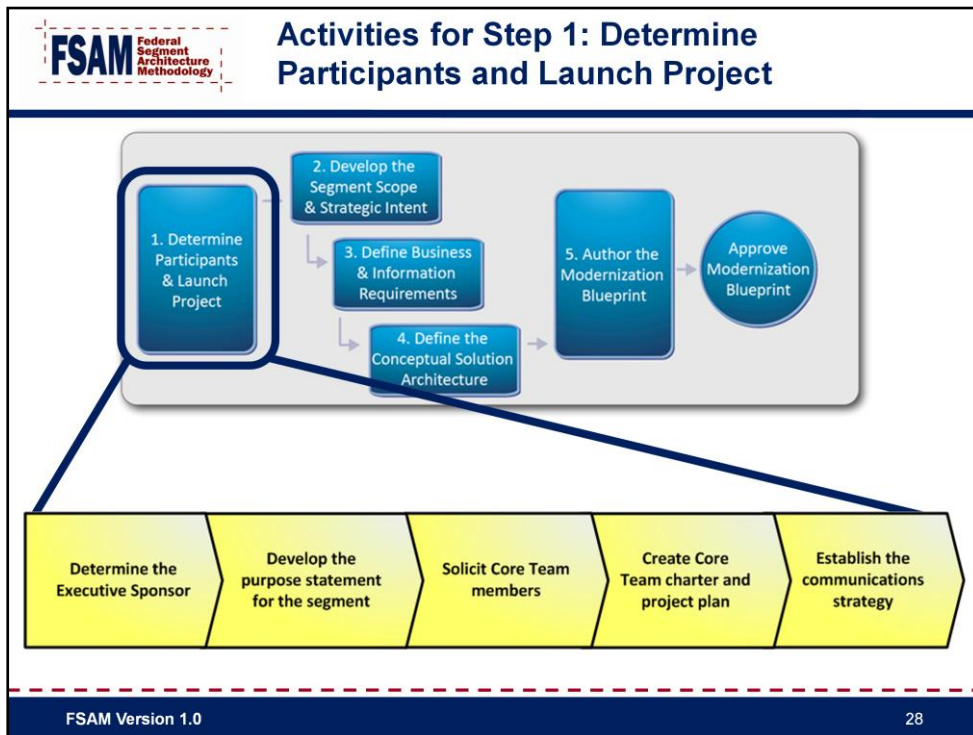 FSAM
Federal
Segment
Architecture
Methodology
Activities for Step 1: Determine
Participants and Launch Project
1. Determine
Participants
& Launch
Project
2. Develop the
Segment Scope
& Strategic Intent
3. Define Business
& Information
Requirements
4. Define the
Conceptual Solution
Architecture
5. Author the
Modernization
Blueprint
Approve
Modernization
Blueprint
Determine the
Executive Sponsor
Develop the
purpose statement
for the segment
Solicit Core Team
members
Create Core
Team charter and
project plan
Establish the
communications
strategy
FSAM Version 1.0
28